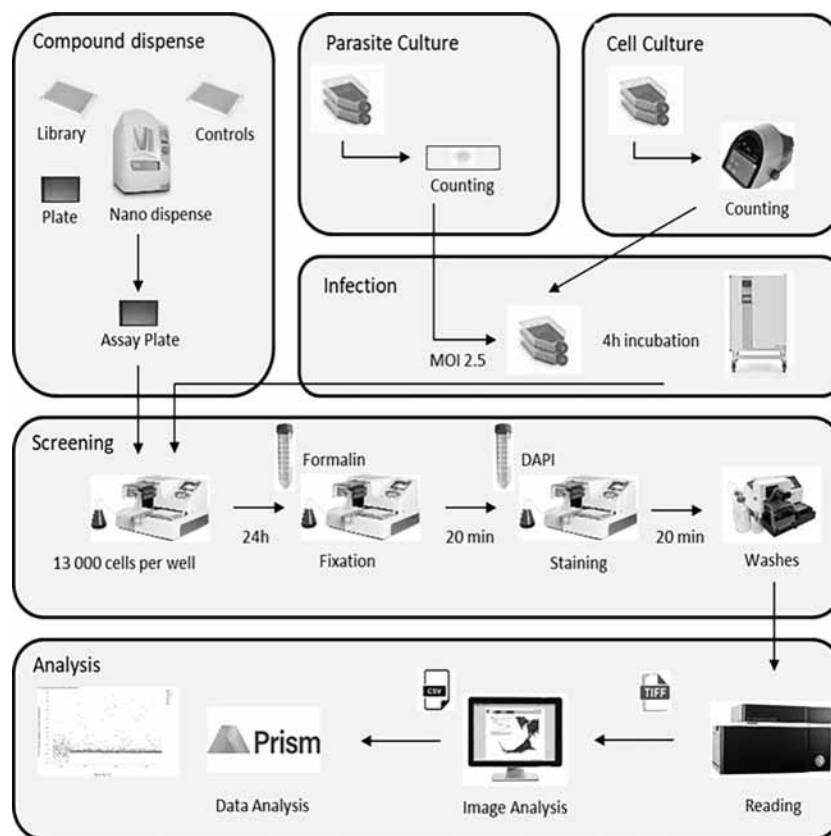 Compound dispense
Library
Controls
Plate
Nano dispense
Assay Plate
Parasite Culture
Counting
Cell Culture
Counting
Infection
MOI 2.5
4h incubation
Screening
13 000 cells per well
24h
Formalin
Fixation
20 min
DAPI
Staining
20 min
Washes
Analysis
Prism
Data Analysis
CSV
Image Analysis
TIFF
Reading